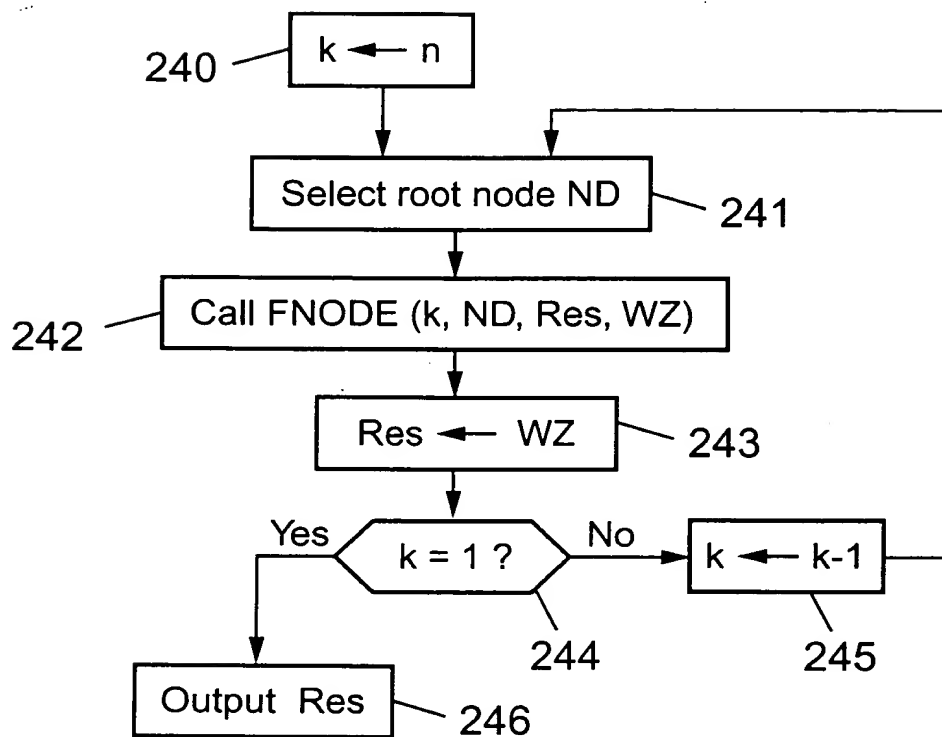 k ← n
240
Select root node ND
241
Call FNODE (k, ND, Res, WZ)
242
Res ← WZ
243
Yes
k = 1 ?
No
k ← k-1
244
245
Output Res
246